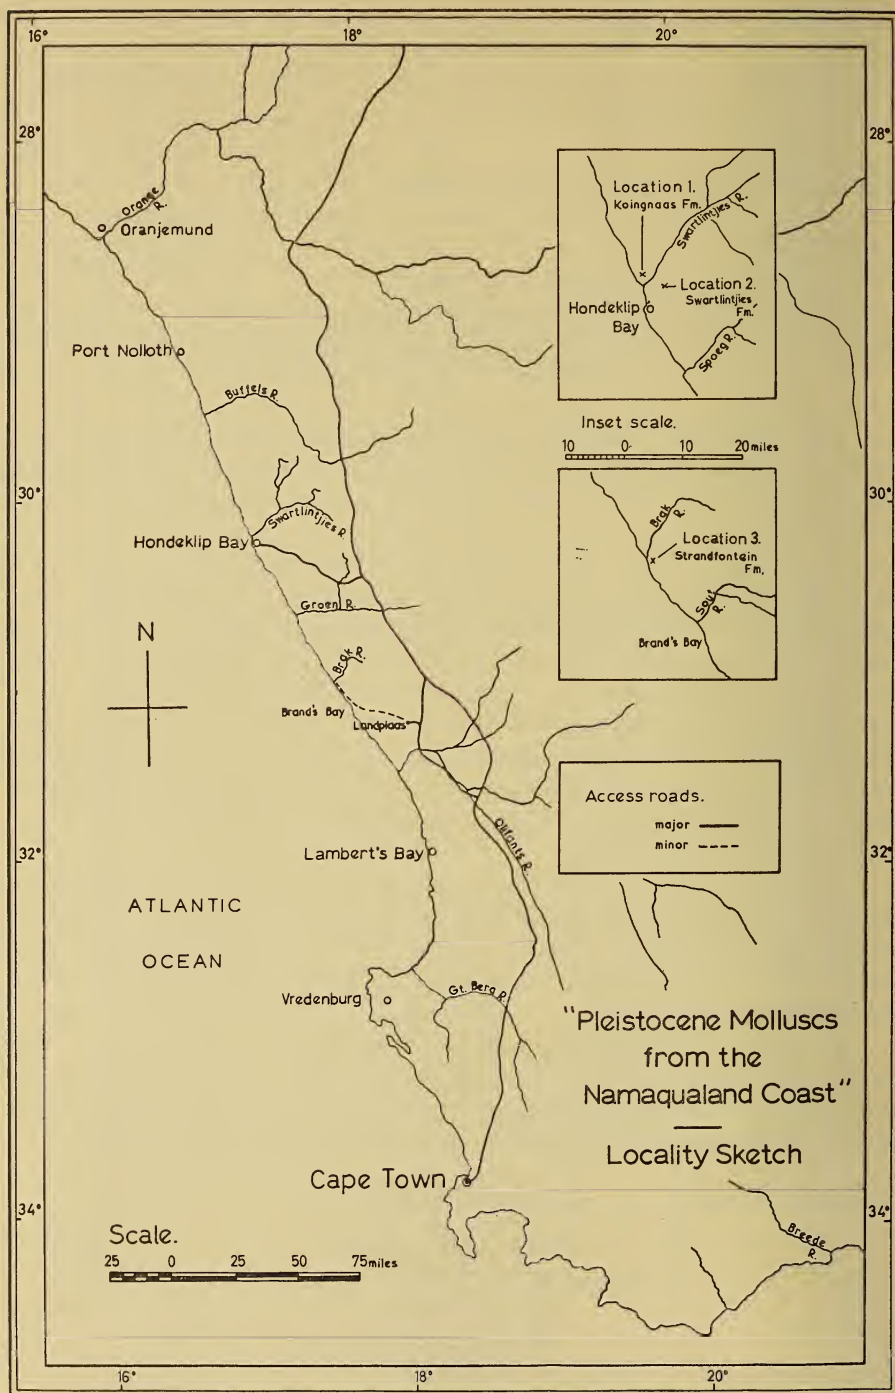 16°
18°
20°
28°
28°
Orange R.
Oranjemund
Port Nolloth
Buffels R.
30°
30°
Swartlintjies R.
Hondeklip Bay
Groen R.
N
Brak R.
Brand's Bay
Landplaas
Olifants R.
32°
32°
Lambert's Bay
ATLANTIC
OCEAN
Vredenburg
Gt. Berg R.
Cape Town
34°
34°
Breede R.
Scale.
25 0 25 50 75 miles
16°
18°
20°
Location 1.
Koingnaas Fm.
Swartlintjies R.
Location 2.
Swartlintjies
Fm.
Hondeklip
Bay
Spoeg R.
Inset scale.
10 0 10 20 miles
Brak R.
Location 3.
Strandfontein
Fm.
Sout R.
Brand's Bay
Access roads.
major
minor
"Pleistocene Molluscs
from the
Namaqualand Coast"
Locality Sketch